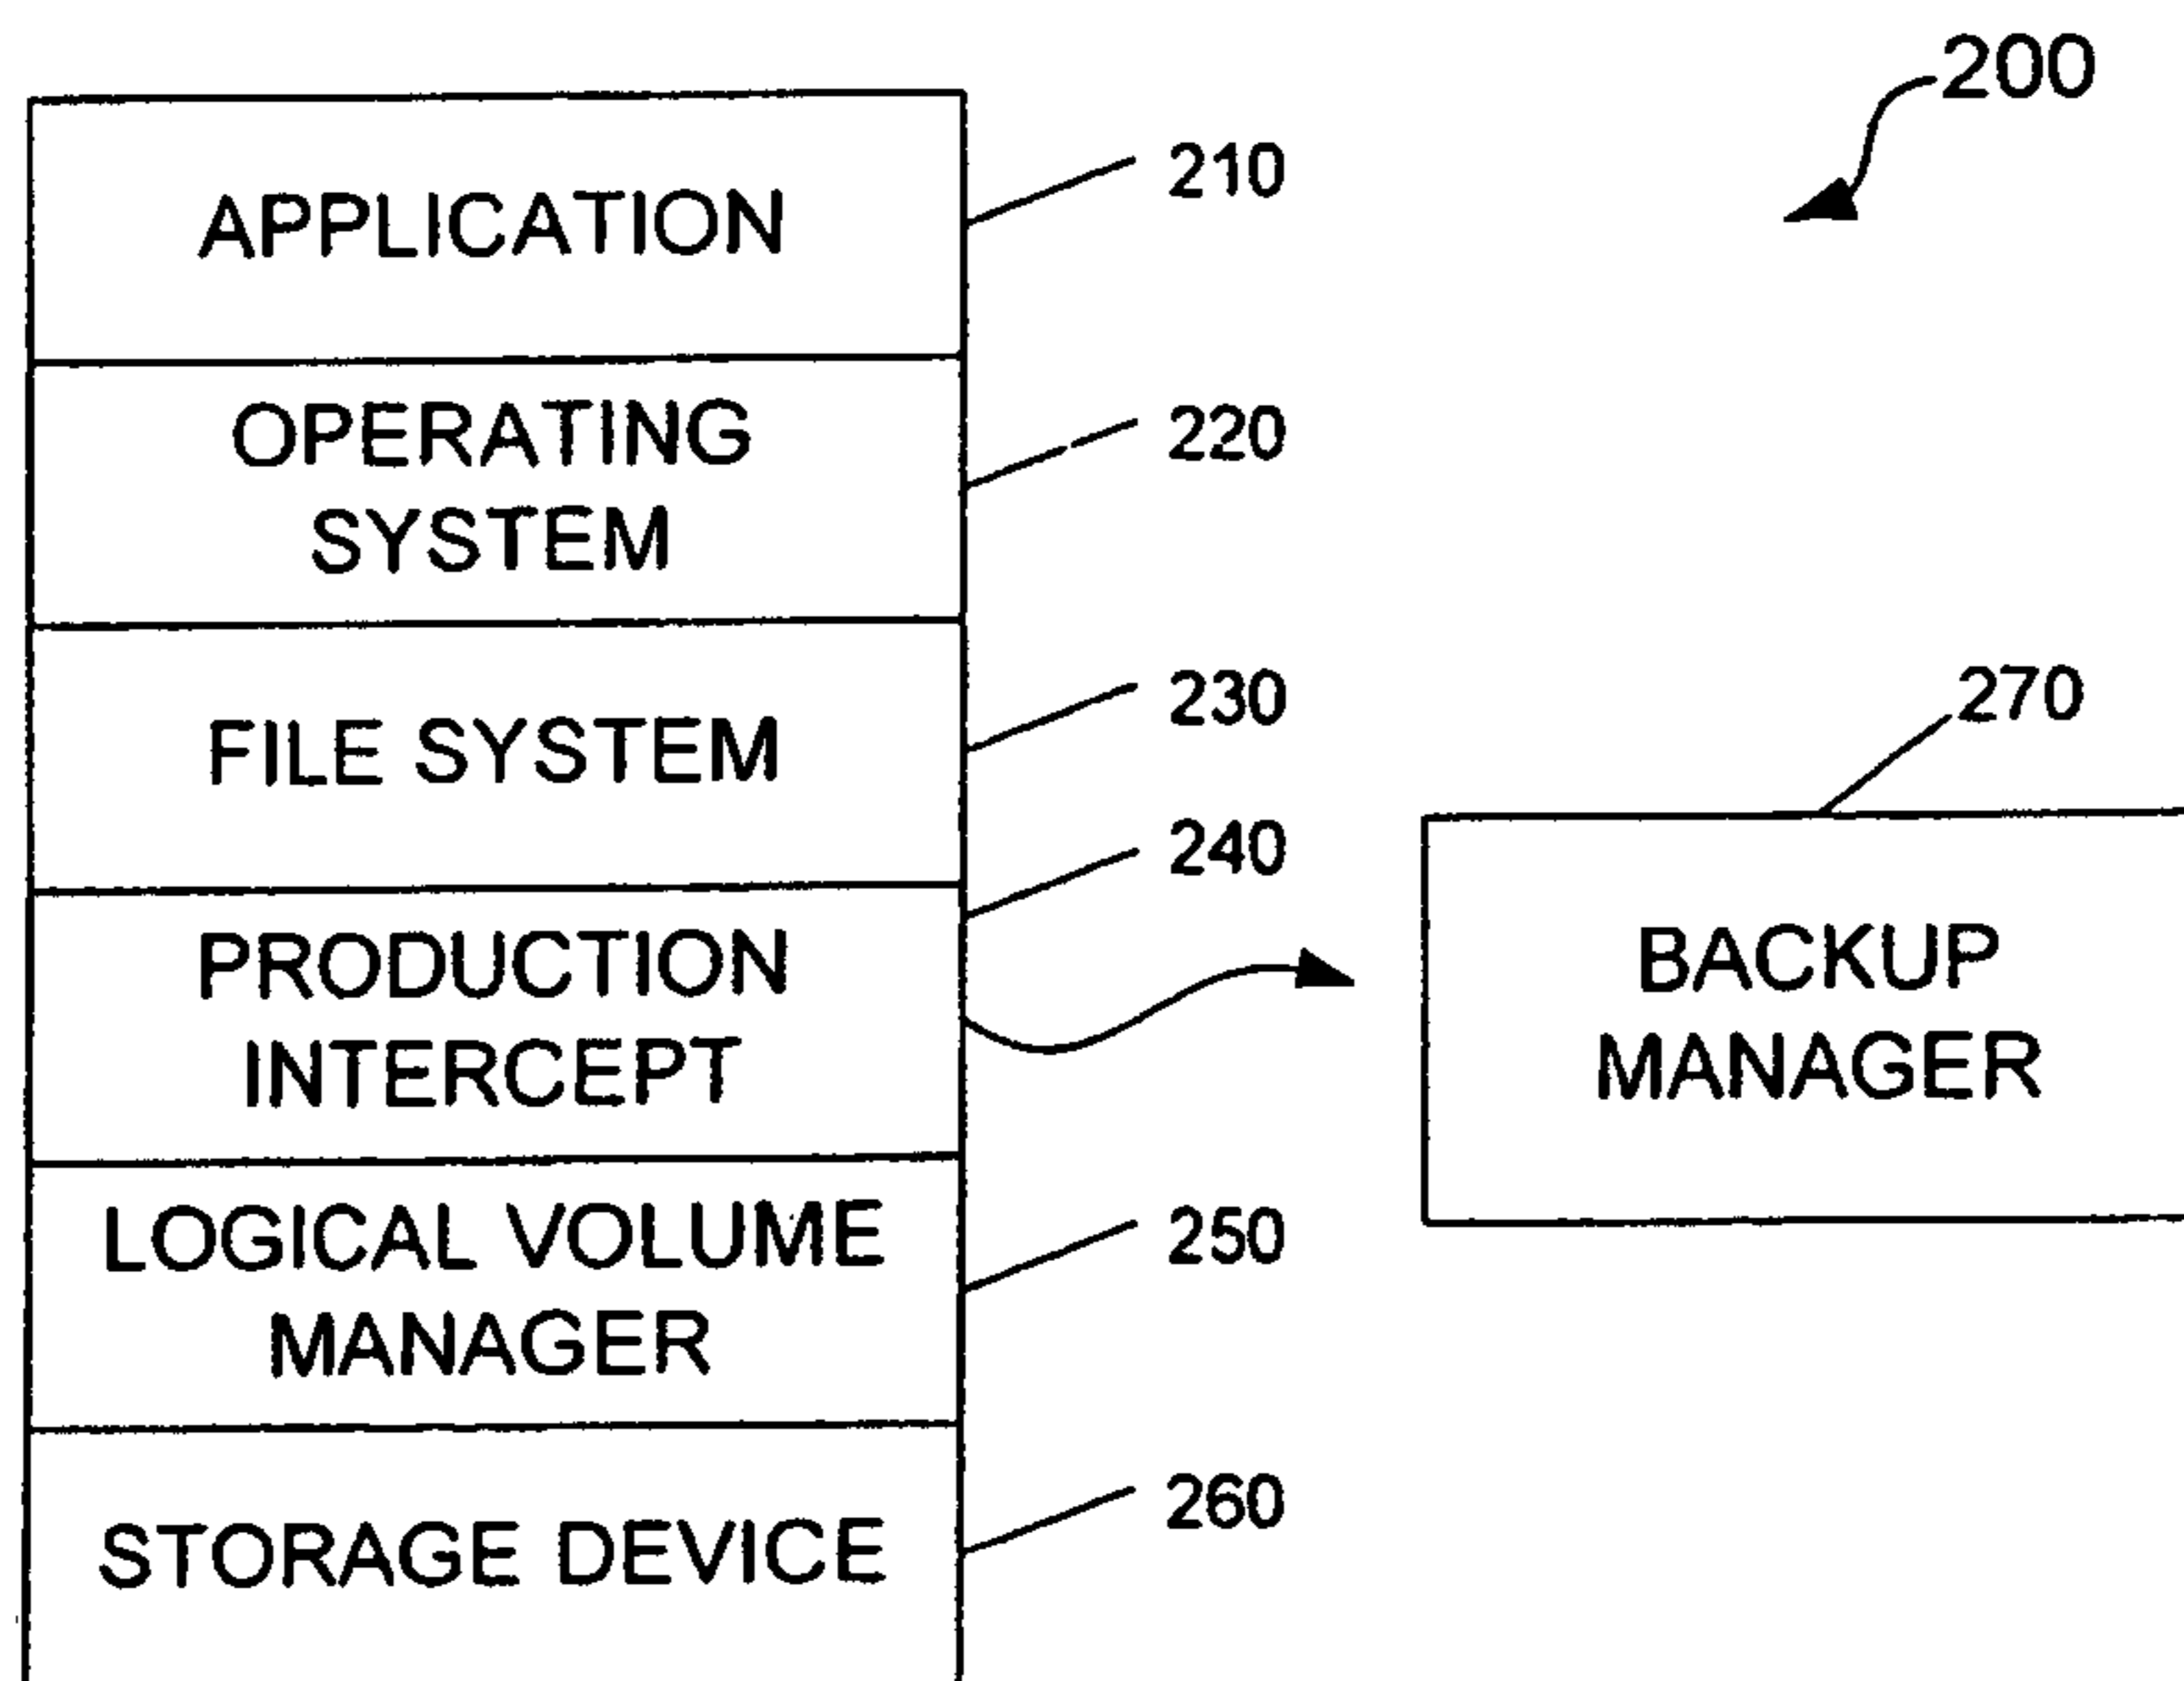 200
APPLICATION
210
OPERATING
SYSTEM
220
FILE SYSTEM
230
PRODUCTION
INTERCEPT
240
LOGICAL VOLUME
MANAGER
250
STORAGE DEVICE
260
270
BACKUP
MANAGER